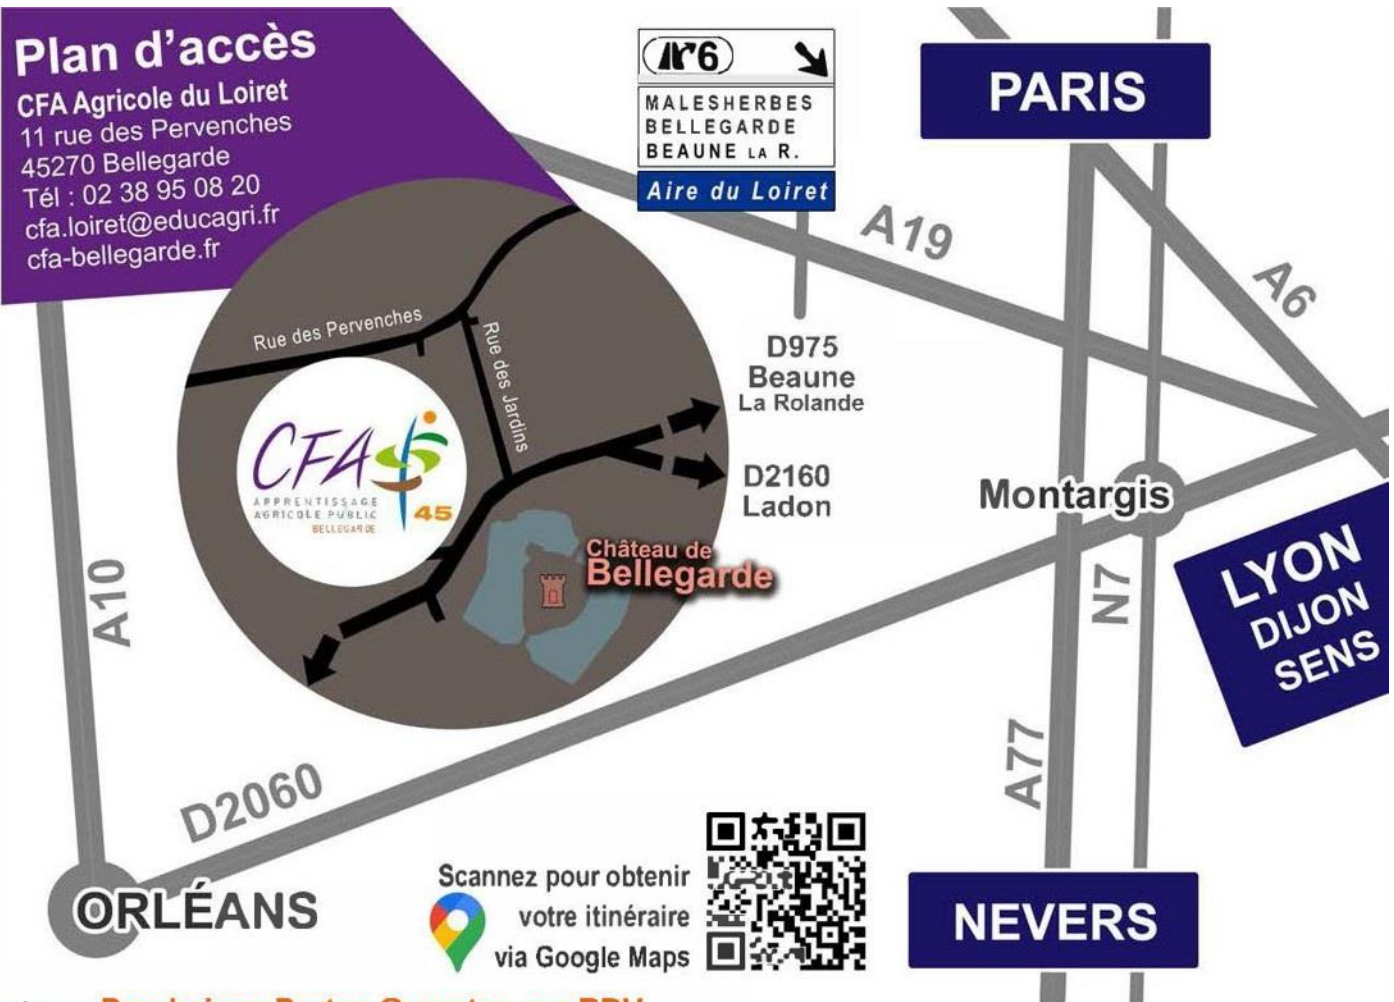 Plan d'accès
CFA Agricole du Loiret
11 rue des Pervenches
45270 Bellegarde
Tél : 02 38 95 08 20
cfa.loiret@educagri.fr
cfa-bellegarde.fr
6
MALESHERBES
BELLEGARDE
BEAUNE LA R.
Aire du Loiret
PARIS
A19
A6
Rue des Pervenches
Rue des Jardins
D975
Beaune
La Rolande
D2160
Ladon
CFA
APPRENTISSAGE
AGRICOLE PUBLIC
45
BELLEGARDE
Château de
Bellegarde
Montargis
LYON
DIJON
SENS
A10
N7
A77
D2060
ORLÉANS
Scannez pour obtenir
votre itinéraire
via Google Maps
NEVERS